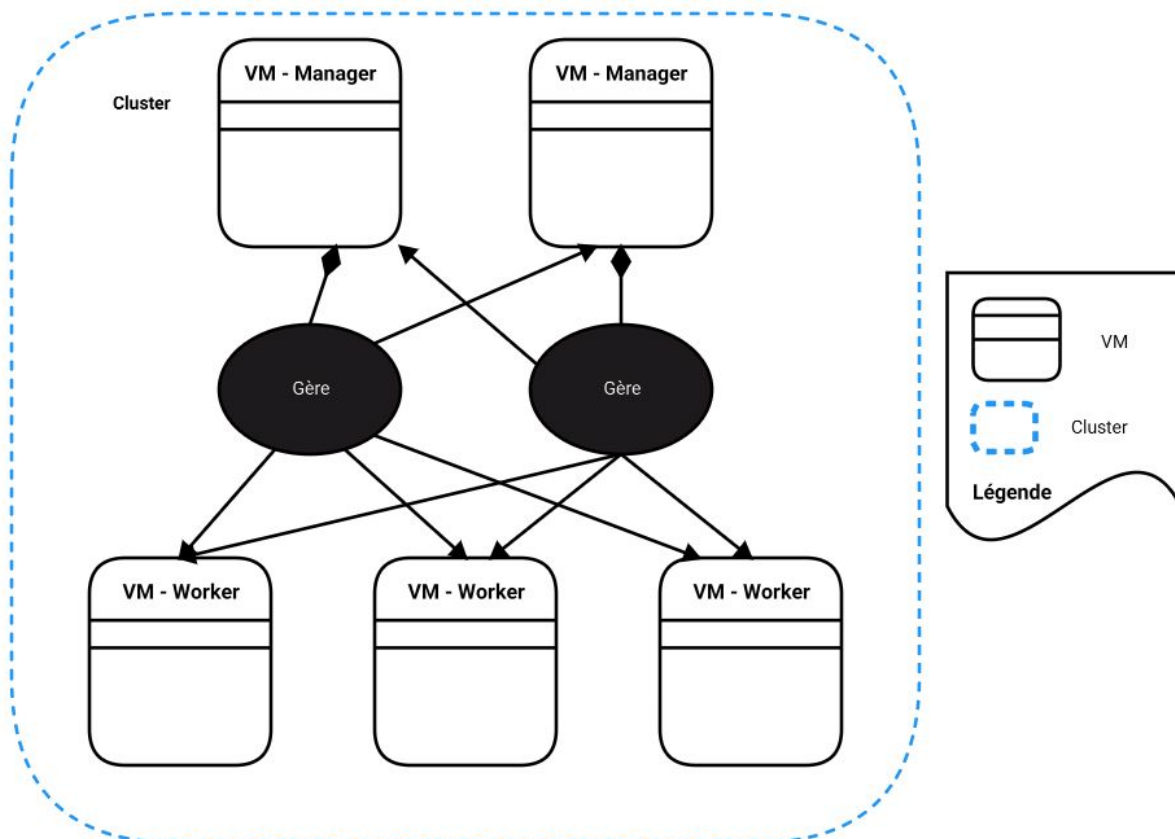 VM - Manager
VM - Manager
Cluster
Gère
Gère
VM - Worker
VM - Worker
VM - Worker
VM
Cluster
Légende